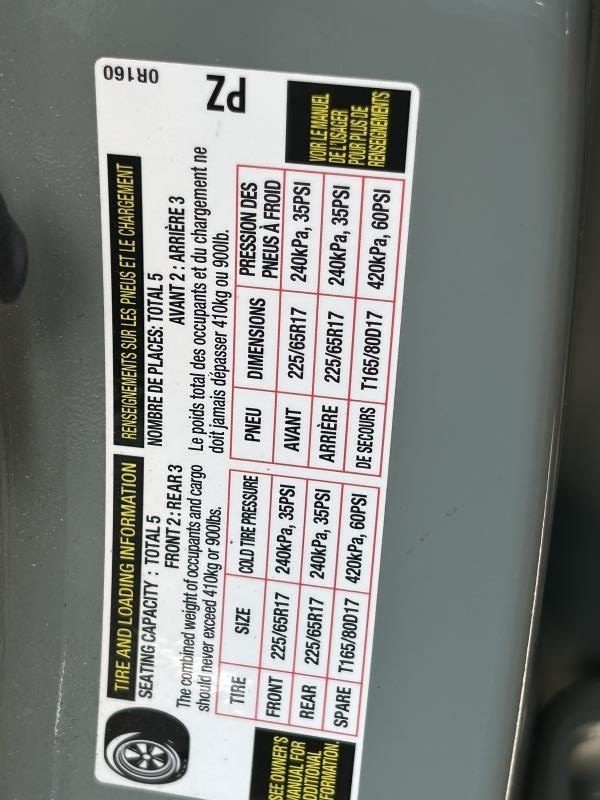 TIRE AND LOADING INFORMATION
SEATING CAPACITY : TOTAL 5
FRONT 2 : REAR 3
The combined weight of occupants and cargo
should never exceed 410kg or 900lbs.
TIRE SIZE COLD TIRE PRESSURE
FRONT 225/65R17 240kPa, 35PSI
REAR 225/65R17 240kPa, 35PSI
SPARE T165/80D17 420kPa, 60PSI
SEE OWNER'S
MANUAL FOR
ADDITIONAL
INFORMATION.
RENSEIGNEMENTS SUR LES PNEUS ET LE CHARGEMENT
NOMBRE DE PLACES: TOTAL 5
AVANT 2 : ARRIÈRE 3
Le poids total des occupants et du chargement ne
doit jamais dépasser 410kg ou 900lb.
PNEU DIMENSIONS PRESSION DES
PNEUS À FROID
AVANT 225/65R17 240kPa, 35PSI
ARRIÈRE 225/65R17 240kPa, 35PSI
DE SECOURS T165/80D17 420kPa, 60PSI
VOIR LE MANUEL
DE L'USAGER
POUR PLUS DE
RENSEIGNEMENTS
0R160
PZ